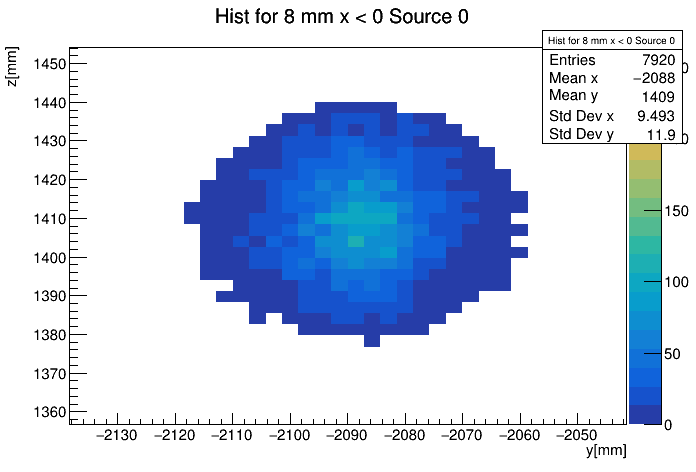 Hist for 8 mm x < 0 Source 0
Hist for 8 mm x < 0 Source 0
Entries 7920
Mean x −2088
Mean y 1409
Std Dev x 9.493
Std Dev y 11.9
z[mm]
1450
1440
1430
1420
1410
1400
1390
1380
1370
1360
−2130 −2120 −2110 −2100 −2090 −2080 −2070 −2060 −2050
y[mm]
150
100
50
0